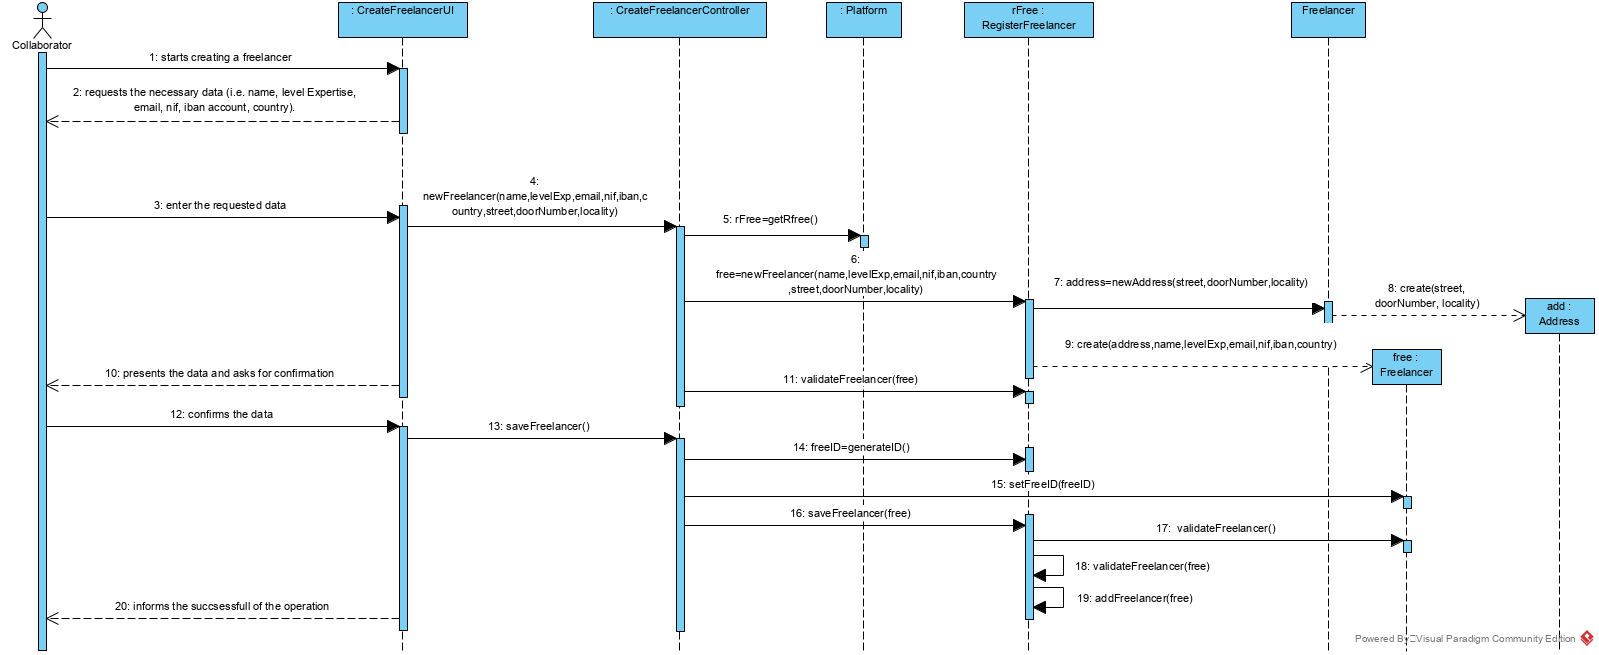 : CreateFreelancerUI
: CreateFreelancerController
: Platform
rFree :
RegisterFreelancer
Freelancer
Collaborator
1: starts creating a freelancer
2: requests the necessary data (i.e. name, level Expertise,
email, nif, iban account, country).
3: enter the requested data
4:
newFreelancer(name,levelExp,email,nif,iban,c
ountry,street,doorNumber,locality)
5: rFree=getRfree()
6:
free=newFreelancer(name,levelExp,email,nif,iban,country
,street,doorNumber,locality)
7: address=newAddress(street,doorNumber,locality)
8: create(street,
doorNumber, locality)
add :
Address
9: create(address,name,levelExp,email,nif,iban,country)
free :
Freelancer
10: presents the data and asks for confirmation
11: validateFreelancer(free)
12: confirms the data
13: saveFreelancer()
14: freeID=generateID()
15: setFreeID(freeID)
16: saveFreelancer(free)
17:  validateFreelancer()
18: validateFreelancer(free)
19: addFreelancer(free)
20: informs the succsessfull of the operation
Powered By Visual Paradigm Community Edition